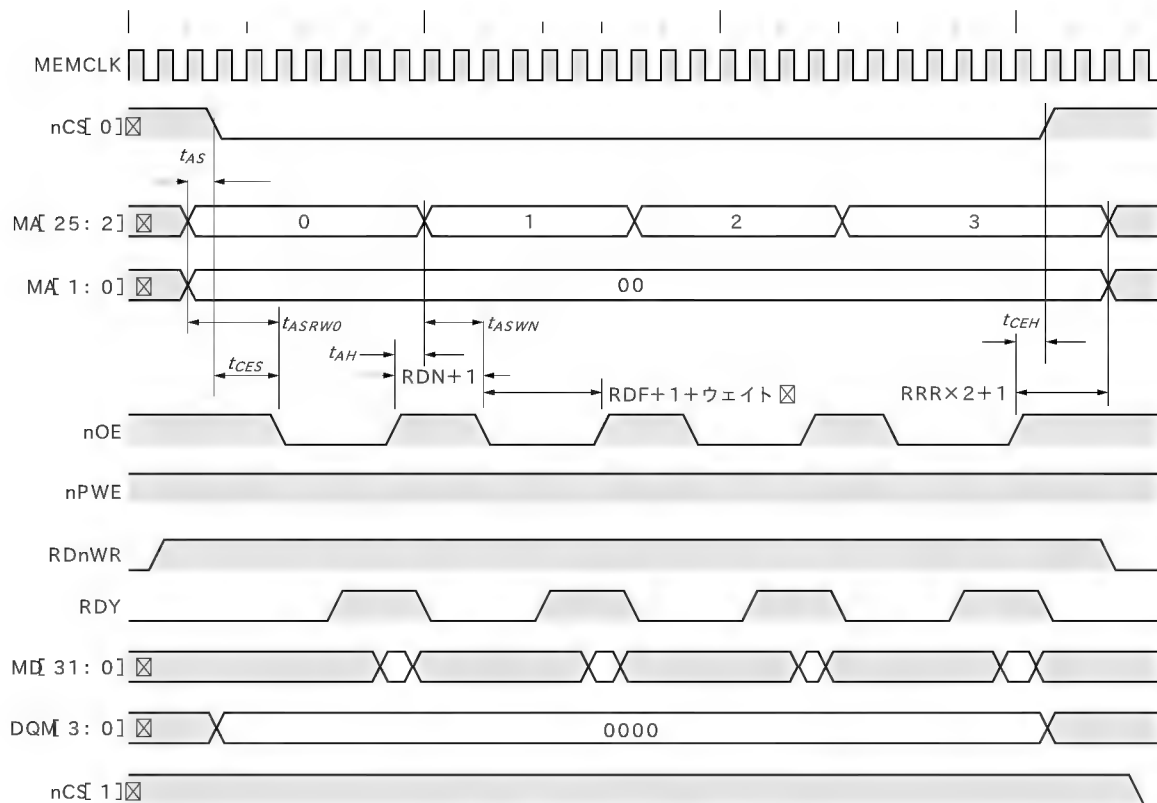 MEMCLK
nCS[ 0]
tAS
MA[ 25: 2]
0
1
2
3
MA[ 1: 0]
00
tASRW0
tASWN
tCEH
tAH
tCES
RDN+1
RDF+1+ウェイト
RRR×2+1
nOE
nPWE
RDnWR
RDY
MD[ 31: 0]
DQM[ 3: 0]
0000
nCS[ 1]